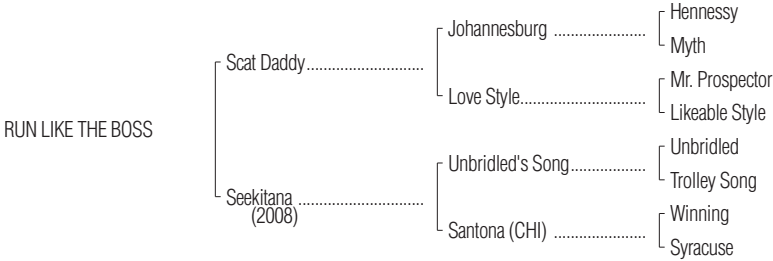 Hennessy
Johannesburg ....................
Myth
Scat Daddy..........................
Mr. Prospector
Love Style...........................
Likeable Style
RUN LIKE THE BOSS
Unbridled
Unbridled's Song.................
Trolley Song
Seekitana ...........................
(2008)
Winning
Santona (CHI) ....................
Syracuse